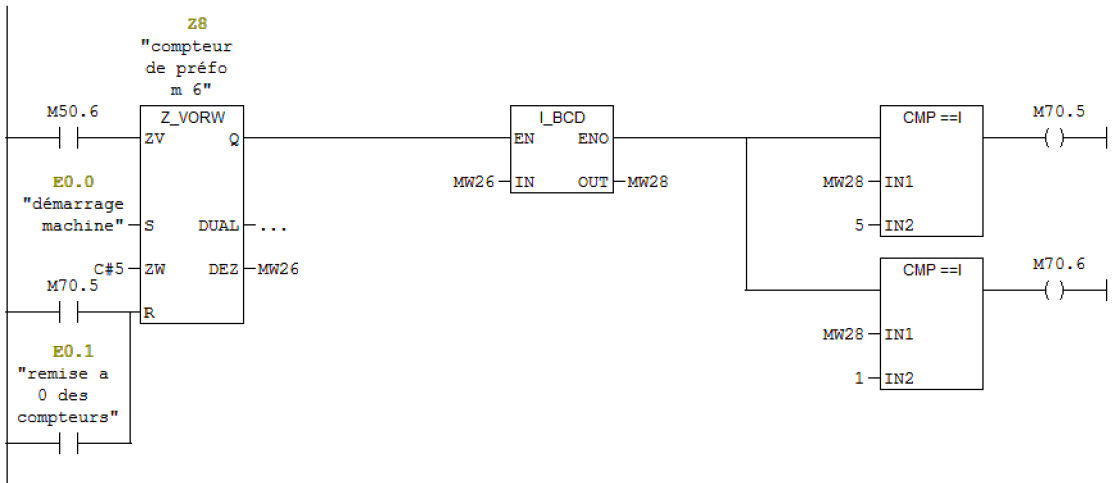 Z8
"compteur
de préfo
m 6"
M50.6
Z_VORW
ZV Q
E0.0
"démarrage
machine"
S DUAL ...
C#5 ZW DEZ MW26
M70.5
R
E0.1
"remise a
0 des
compteurs"
I_BCD
EN ENO
MW26 IN OUT MW28
CMP ==I
M70.5
MW28 IN1
5 IN2
CMP ==I
M70.6
MW28 IN1
1 IN2